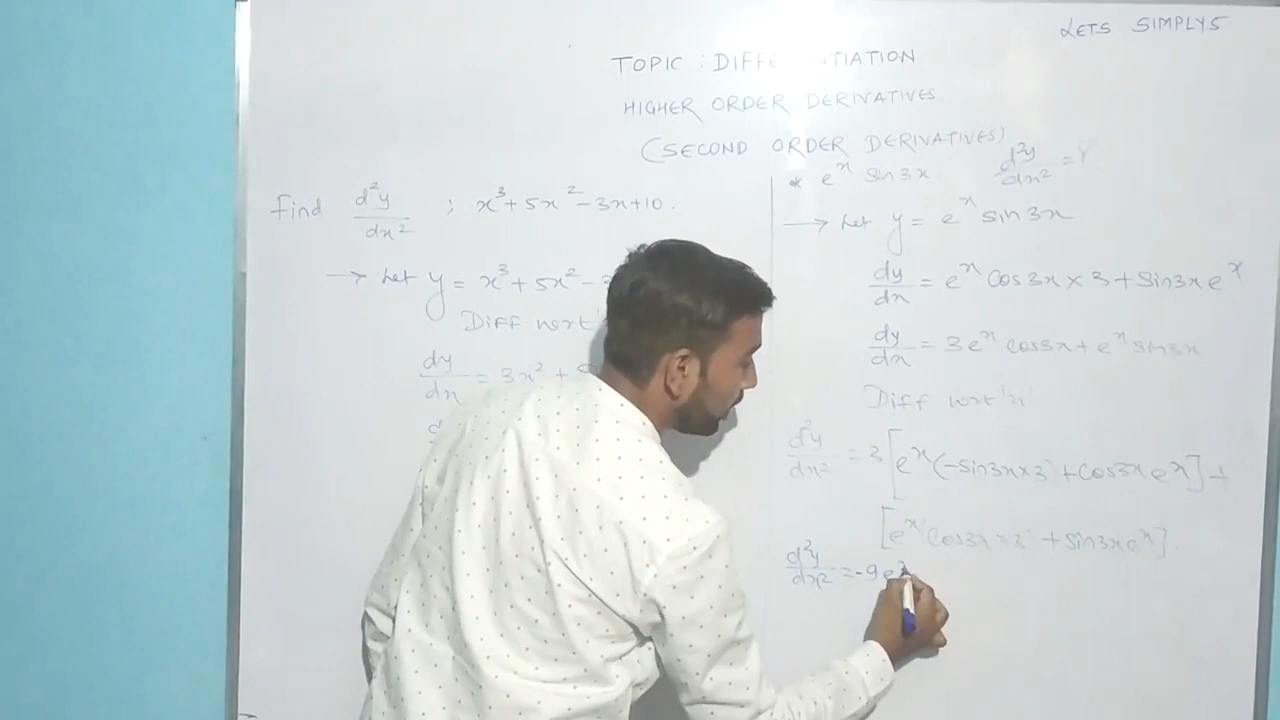 LETS SIMPLY5
TOPIC : DIFFE TIATION
HIGHER ORDER DERIVATIVES
(SECOND ORDER DERIVATIVES)
Find d²y/dx² ; x³+5x²-3x+10.
→ Let y = x³+5x²-
Diff w.r.t
dy/dx = 3x²+
* eˣ sin3x d²y/dx² = ?
→ Let y = eˣ sin3x
dy/dx = eˣ cos3x × 3 + sin3x eˣ
dy/dx = 3eˣ cos3x + eˣ sin3x
Diff w.r.t 'x'
d²y/dx² = 3[eˣ(-sin3x×3)+cos3x eˣ]+
[eˣ(cos3x×3)+sin3x eˣ].
d²y/dx² = -9e